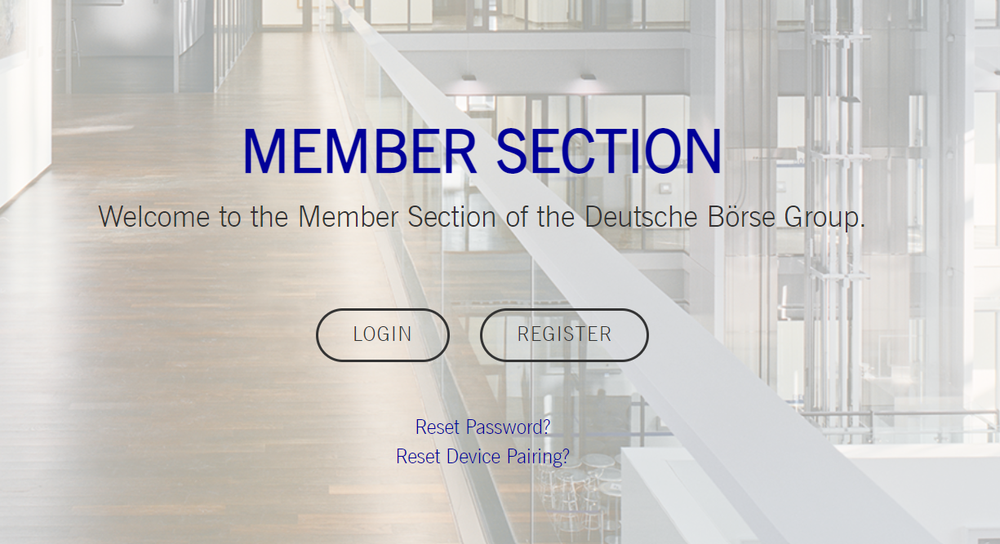 MEMBER SECTION
Welcome to the Member Section of the Deutsche Börse Group.
LOGIN REGISTER
Reset Password?
Reset Device Pairing?